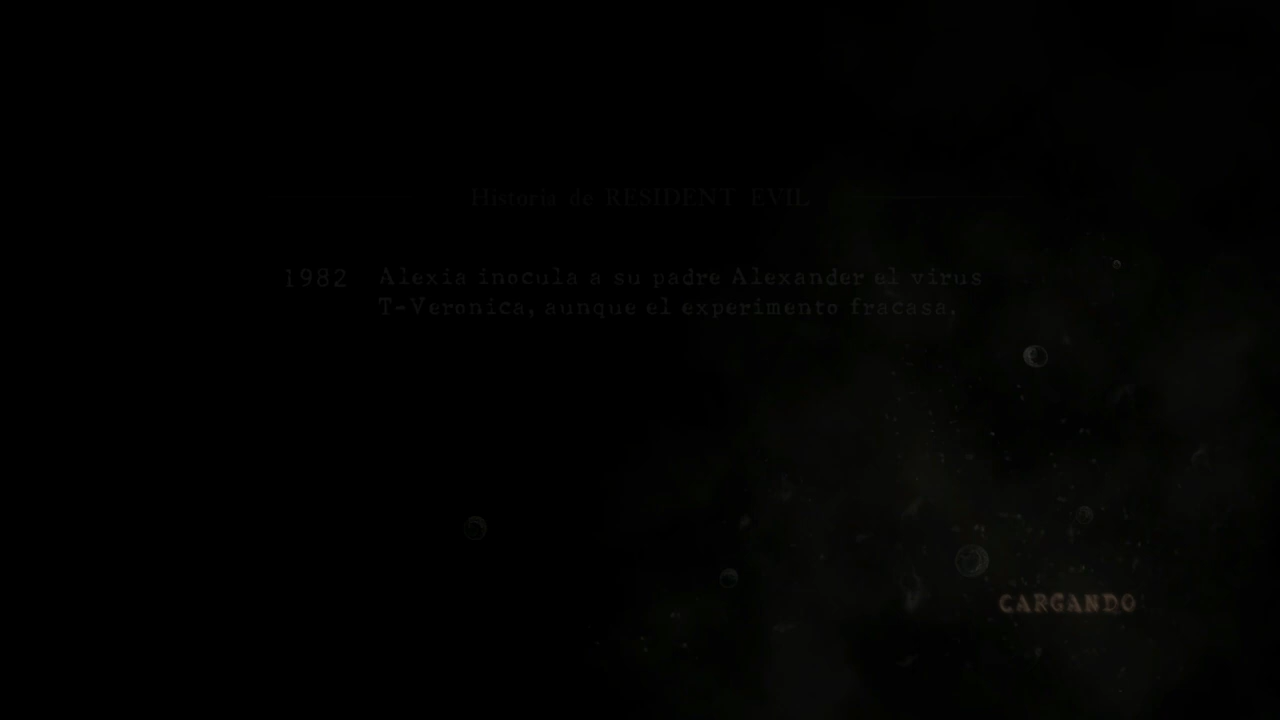 Historia de RESIDENT EVIL
1982 Alexia inocula a su padre Alexander el virus
T-Veronica, aunque el experimento fracasa.
CARGANDO